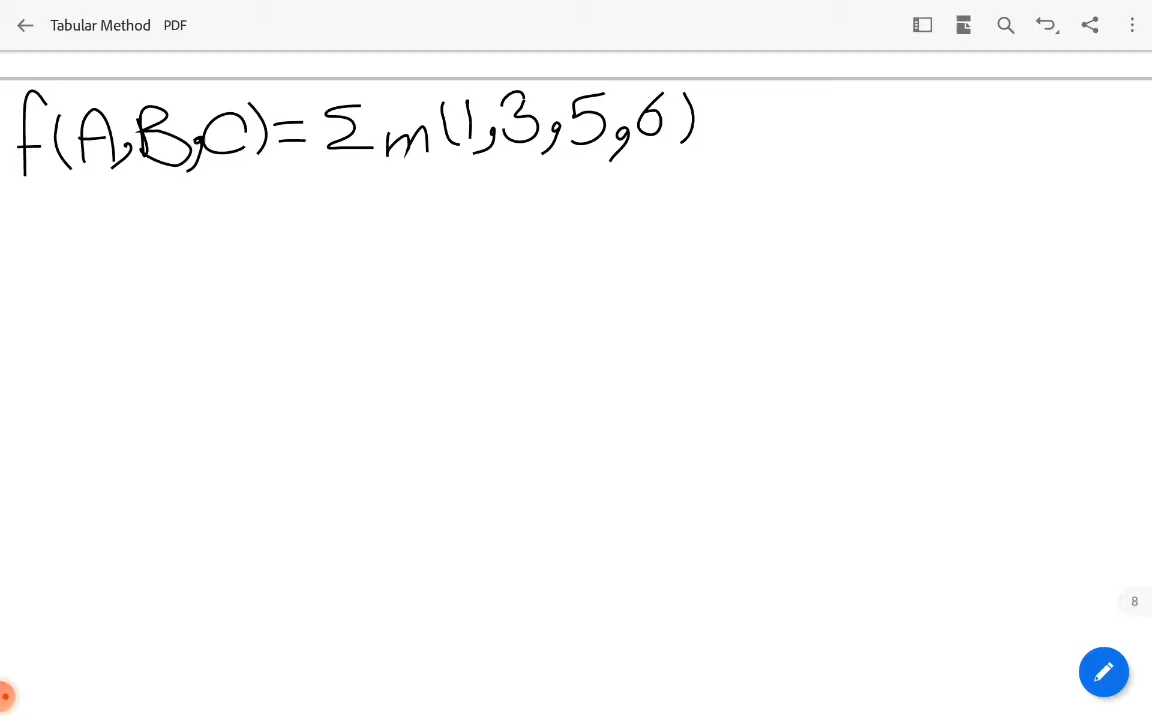 Tabular Method PDF
f(A,B,C)= Σm(1,3,5,6)
8